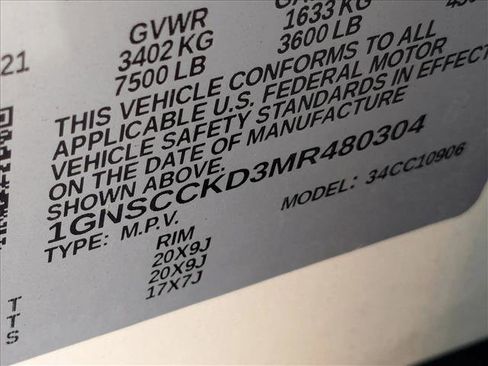 21
GVWR
3402 KG
7500 LB
1633 KG
3600 LB
THIS VEHICLE CONFORMS TO ALL
APPLICABLE U.S. FEDERAL MOTOR
VEHICLE SAFETY STANDARDS IN EFFECT
ON THE DATE OF MANUFACTURE
SHOWN ABOVE.
1GNSCCKD3MR480304
TYPE: M.P.V.
MODEL: 34CC10906
RIM
20X9J
20X9J
17X7J
T
T
S